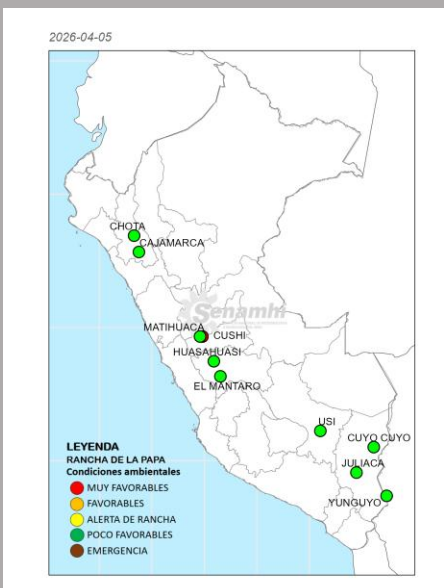 2026-04-05
CHOTA
CAJAMARCA
Senamhi
MATIHUACA
CUSHI
HUASAHUASI
EL MANTARO
USI
CUYO CUYO
JULIACA
YUNGUYO
LEYENDA
RANCHA DE LA PAPA
Condiciones ambientales
MUY FAVORABLES
FAVORABLES
ALERTA DE RANCHA
POCO FAVORABLES
EMERGENCIA